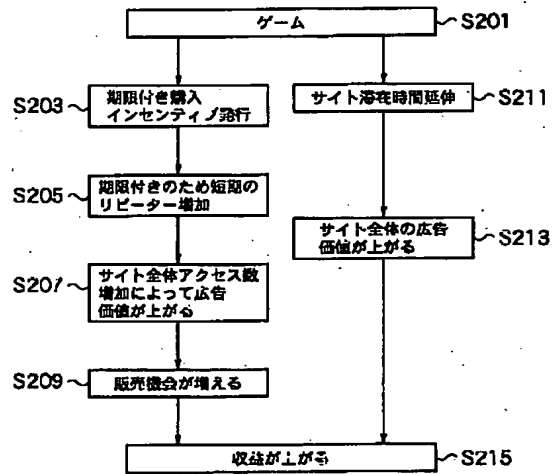 ゲーム
S201
S203
期限付き購入
インセンティブ発行
サイト滞在時間延伸
S211
S205
期限付きのため短期の
リピーター増加
サイト全体の広告
価値が上がる
S213
S207
サイト全体アクセス数
増加によって広告
価値が上がる
S209
販売機会が増える
収益が上がる
S215